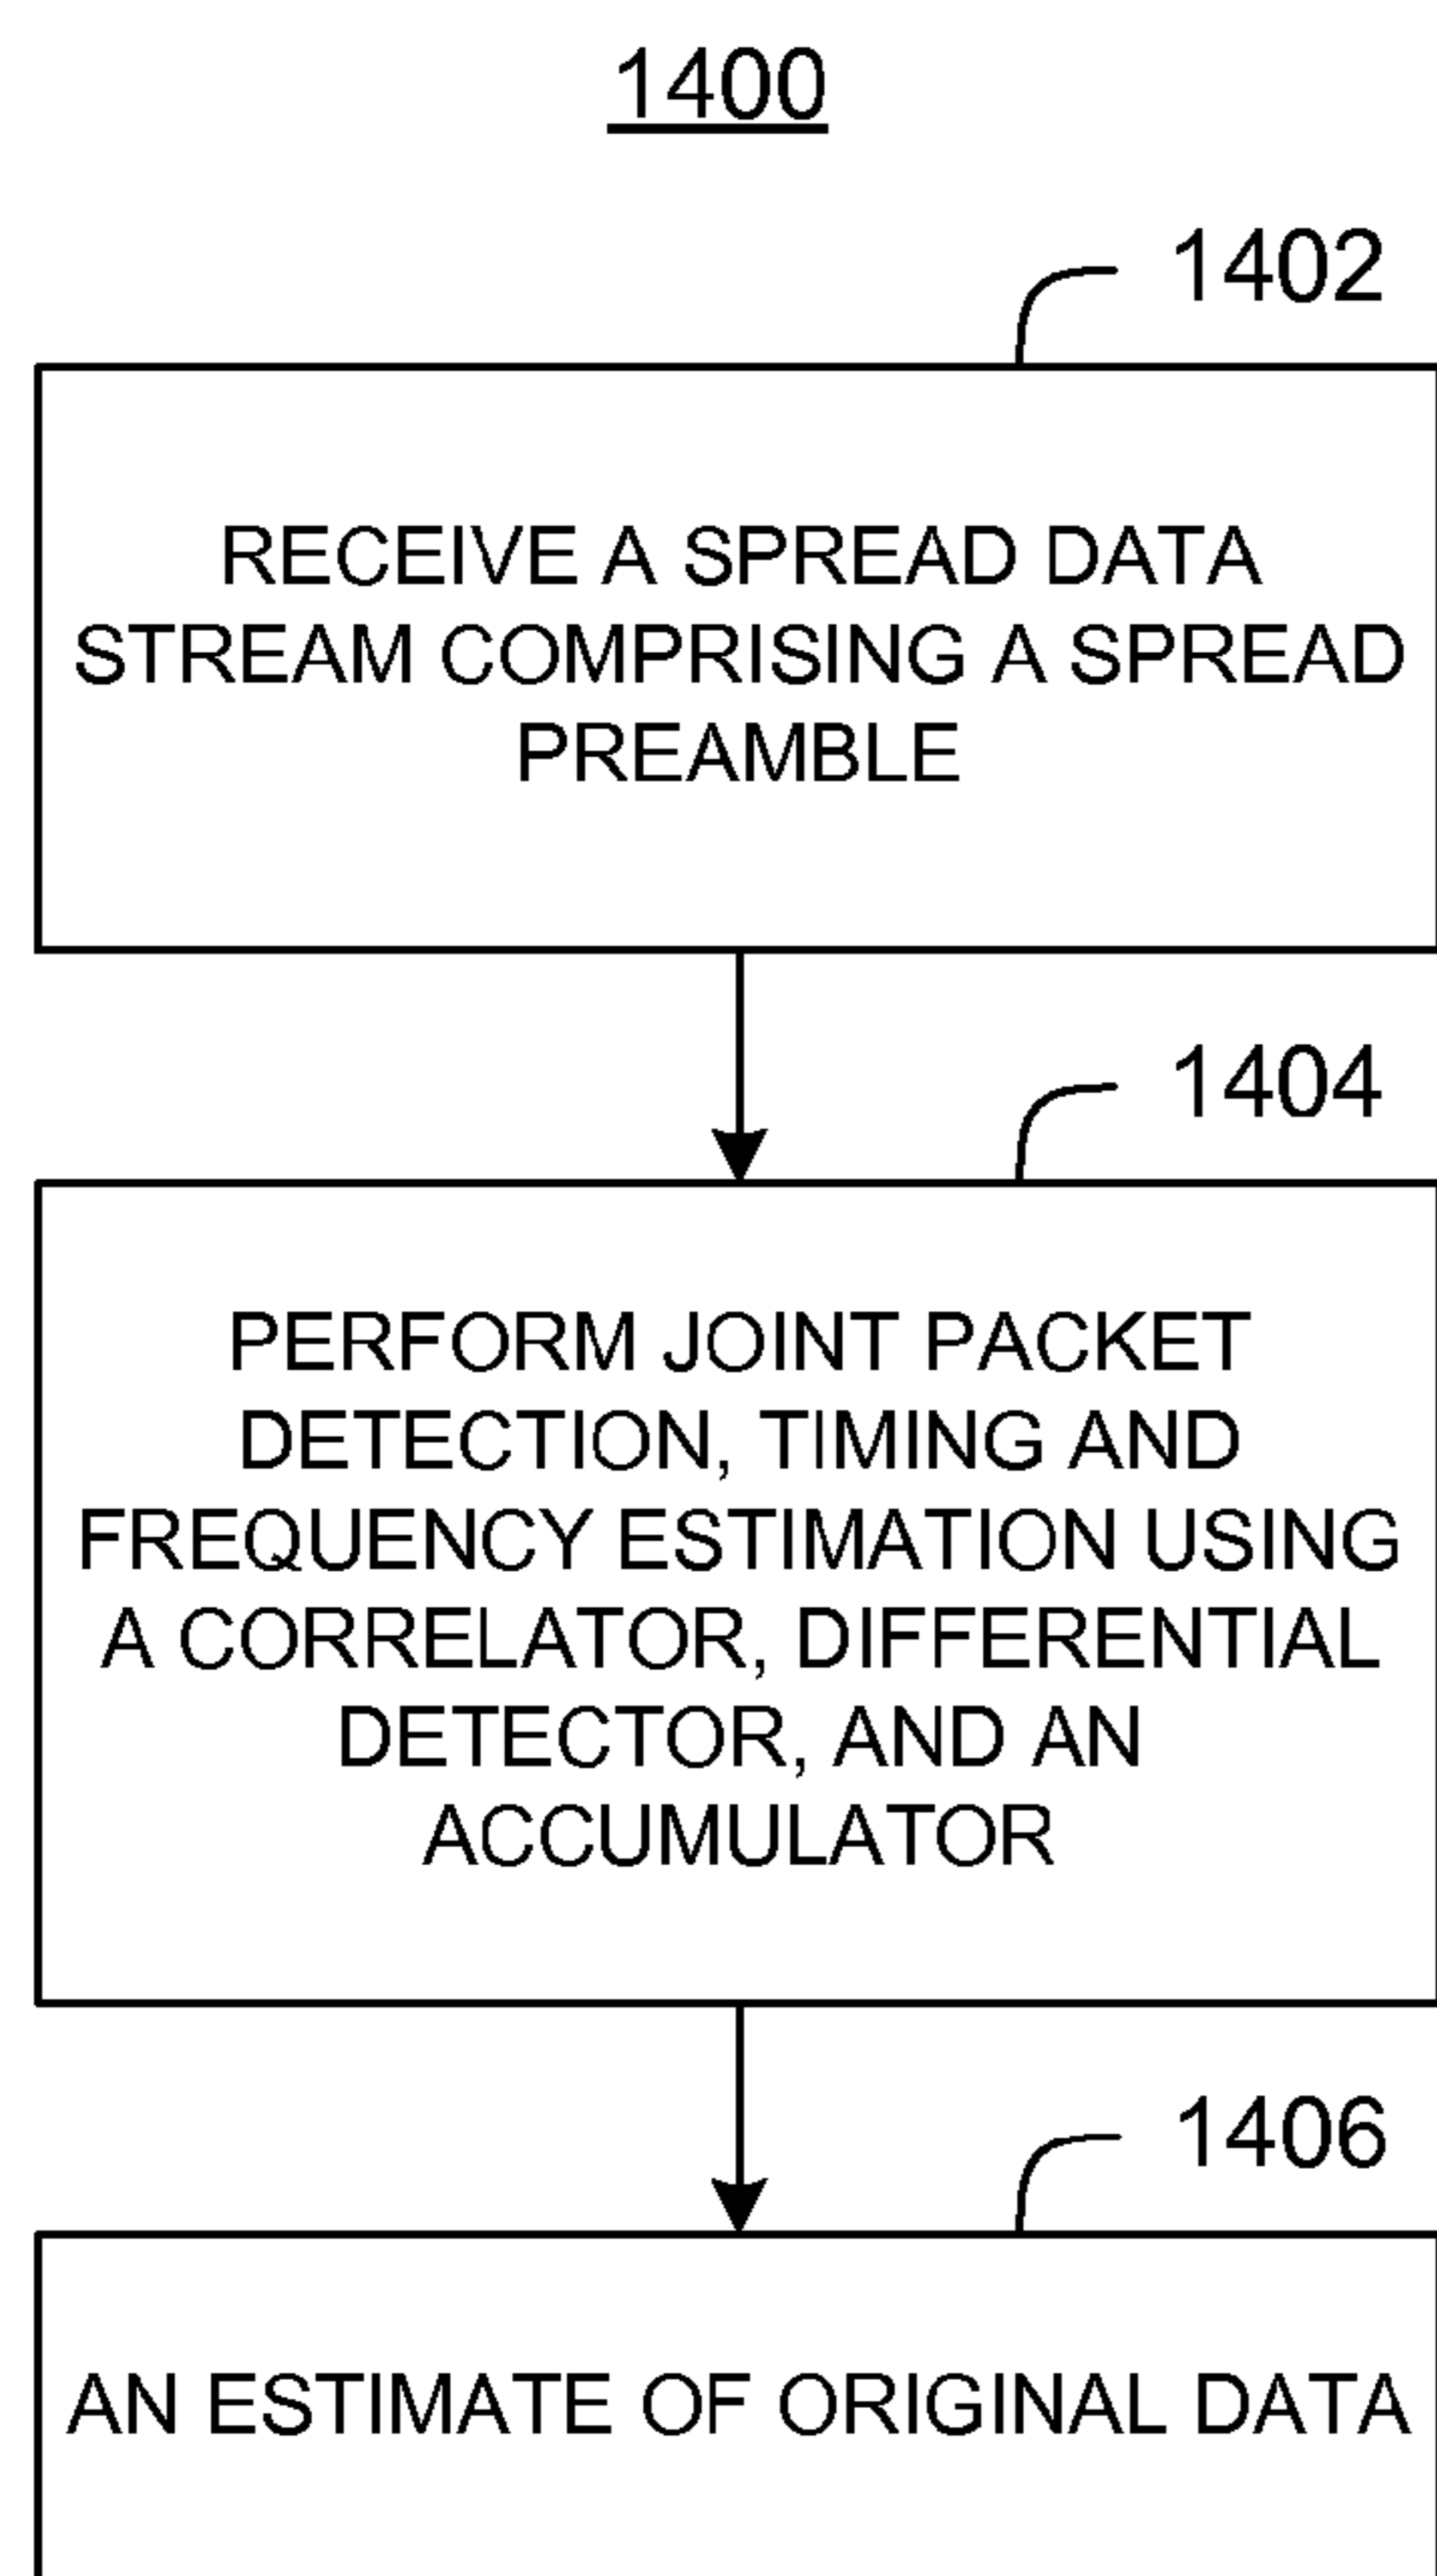 1400
1402
RECEIVE A SPREAD DATA
STREAM COMPRISING A SPREAD
PREAMBLE
1404
PERFORM JOINT PACKET
DETECTION, TIMING AND
FREQUENCY ESTIMATION USING
A CORRELATOR, DIFFERENTIAL
DETECTOR, AND AN
ACCUMULATOR
1406
AN ESTIMATE OF ORIGINAL DATA